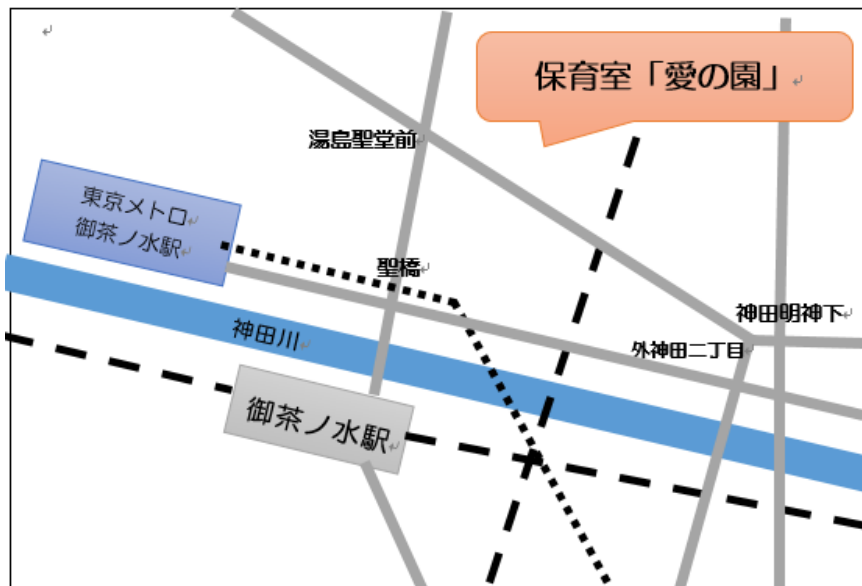 保育室「愛の園」
湯島聖堂前
東京メトロ
御茶ノ水駅
聖橋
神田明神下
神田川
外神田二丁目
御茶ノ水駅